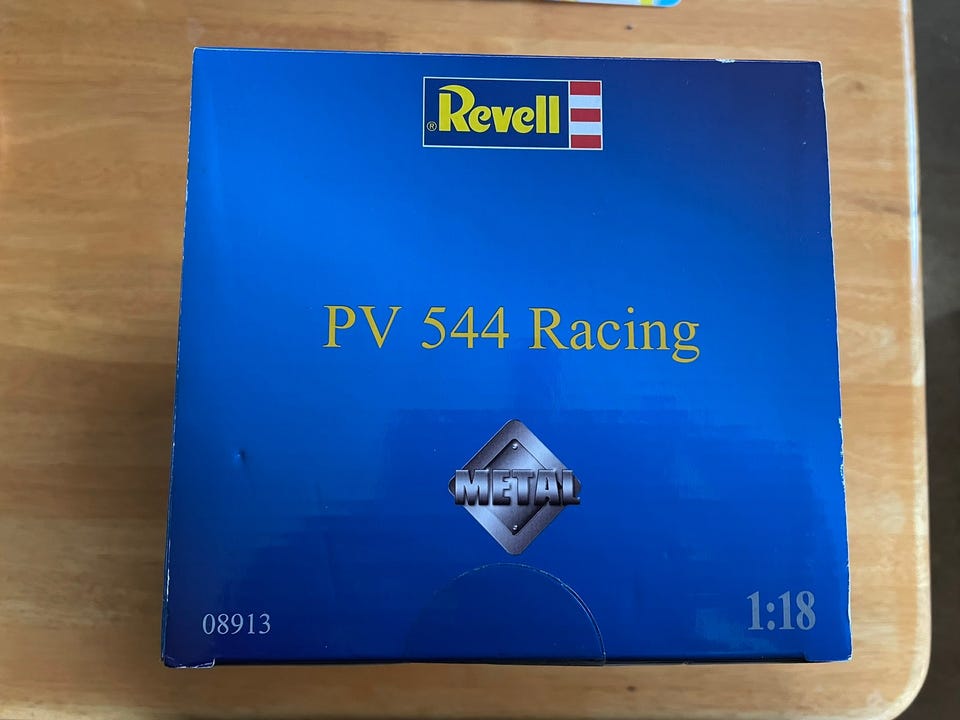 ® Revell
PV 544 Racing
METAL
08913
1:18